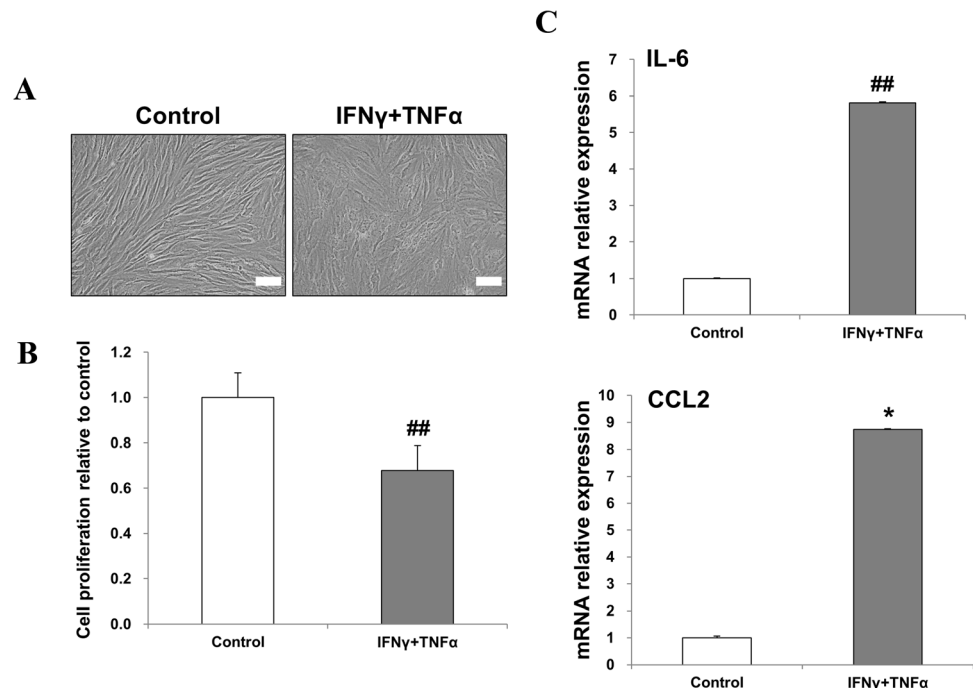 A
Control
IFNγ+TNFα
B
Cell proliferation relative to control
1.2
1.0
0.8
0.6
0.4
0.2
0.0
##
Control
IFNγ+TNFα
C
IL-6
mRNA relative expression
7
6
5
4
3
2
1
0
##
Control
IFNγ+TNFα
CCL2
mRNA relative expression
10
9
8
7
6
5
4
3
2
1
0
*
Control
IFNγ+TNFα